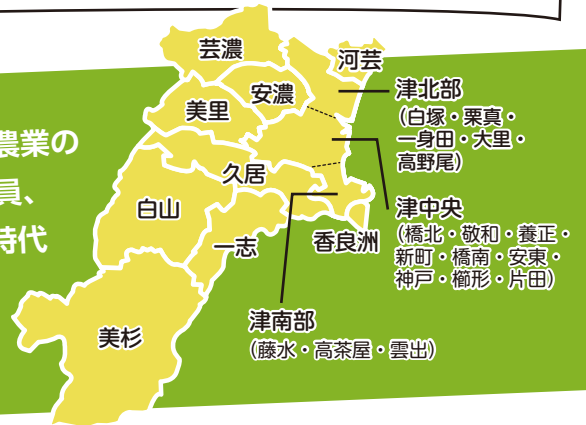 芸濃
河芸
安濃
美里
津北部
(白塚・栗真・
一身田・大里・
高野尾)
農業の
員、
時代
久居
白山
一志
香良洲
津中央
(橋北・敬和・養正・
新町・橋南・安東・
神戸・櫛形・片田)
津南部
(藤水・高茶屋・雲出)
美杉